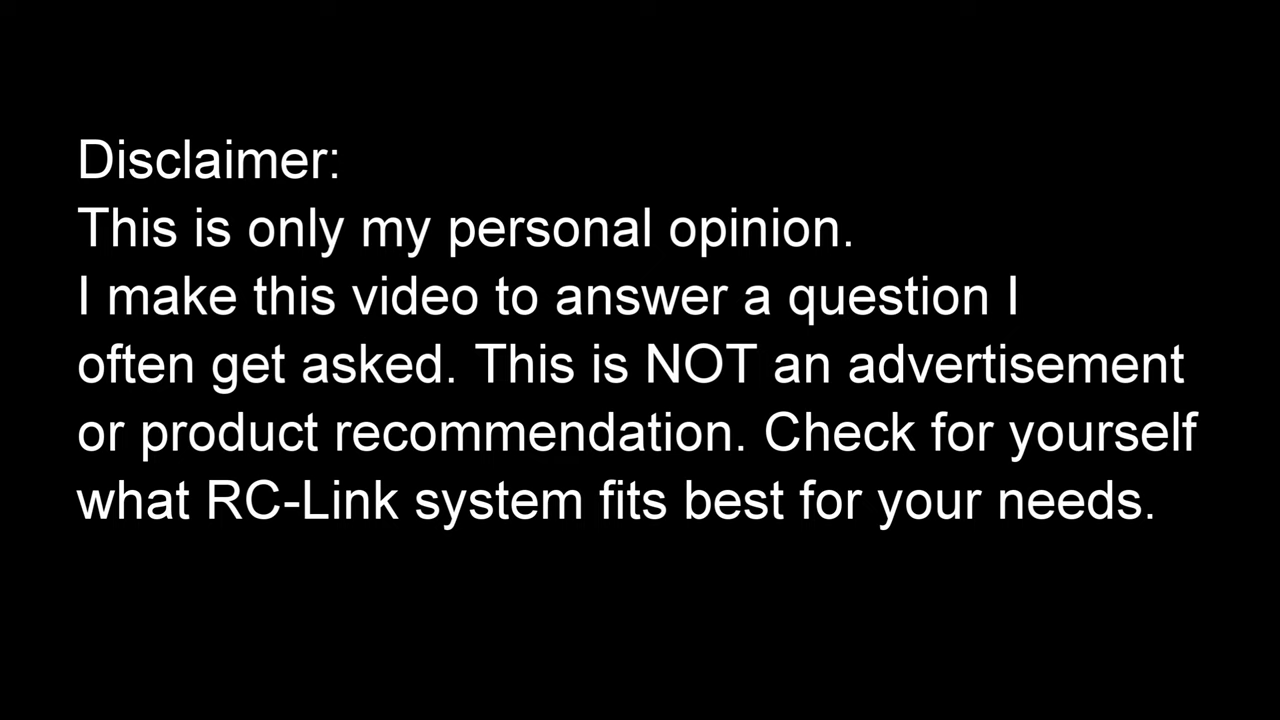 Disclaimer:
This is only my personal opinion.
I make this video to answer a question I
often get asked. This is NOT an advertisement
or product recommendation. Check for yourself
what RC-Link system fits best for your needs.